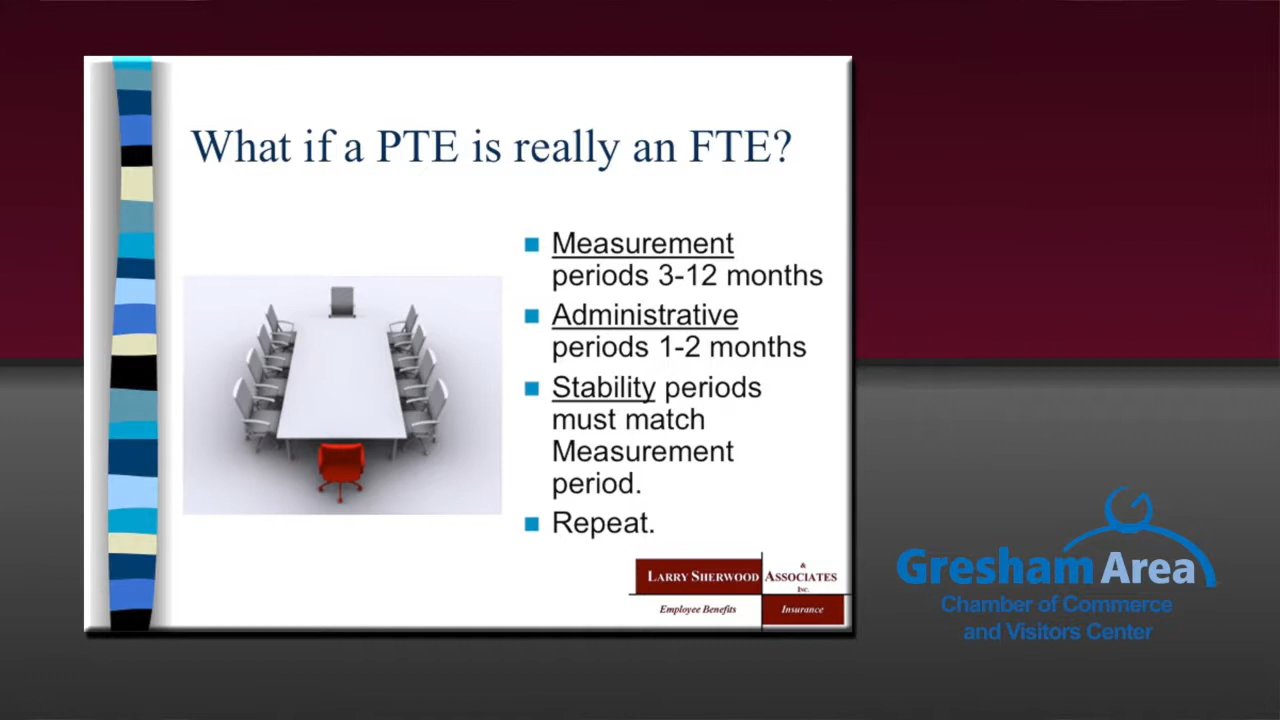 What if a PTE is really an FTE?
Measurement
periods 3-12 months
Administrative
periods 1-2 months
Stability periods
must match
Measurement
period.
Repeat.
LARRY SHERWOOD & ASSOCIATES INC.
Employee Benefits Insurance
Gresham Area
Chamber of Commerce
and Visitors Center